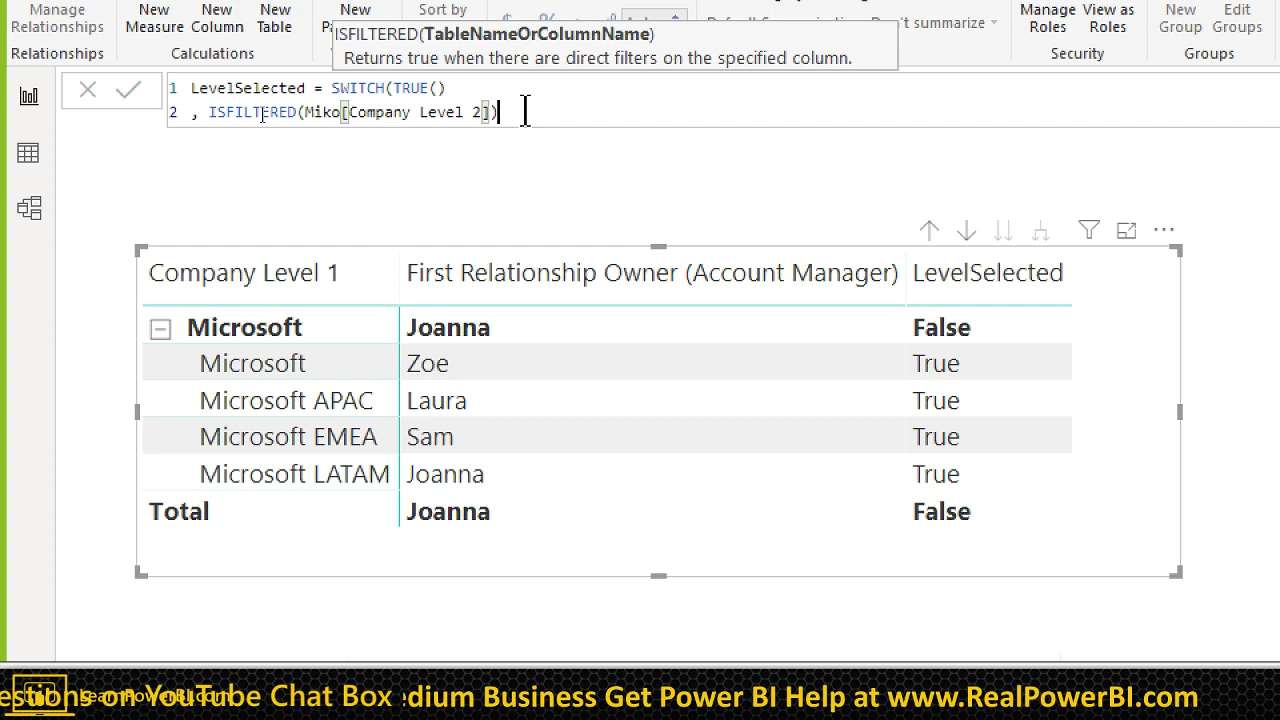 Manage Relationships
New Measure
New Column
New Table
New
Sort by
Manage Roles
View as Roles
New Group
Edit Groups
Relationships
Calculations
Security
Groups
ISFILTERED(TableNameOrColumnName)
Returns true when there are direct filters on the specified column.
1 LevelSelected = SWITCH(TRUE()
2 , ISFILTERED(Miko[Company Level 2])
Company Level 1 First Relationship Owner (Account Manager) LevelSelected
Microsoft Joanna False
Microsoft Zoe True
Microsoft APAC Laura True
Microsoft EMEA Sam True
Microsoft LATAM Joanna True
Total Joanna False
on YouTube Chat Box
Business Get Power BI Help at www.RealPowerBI.com